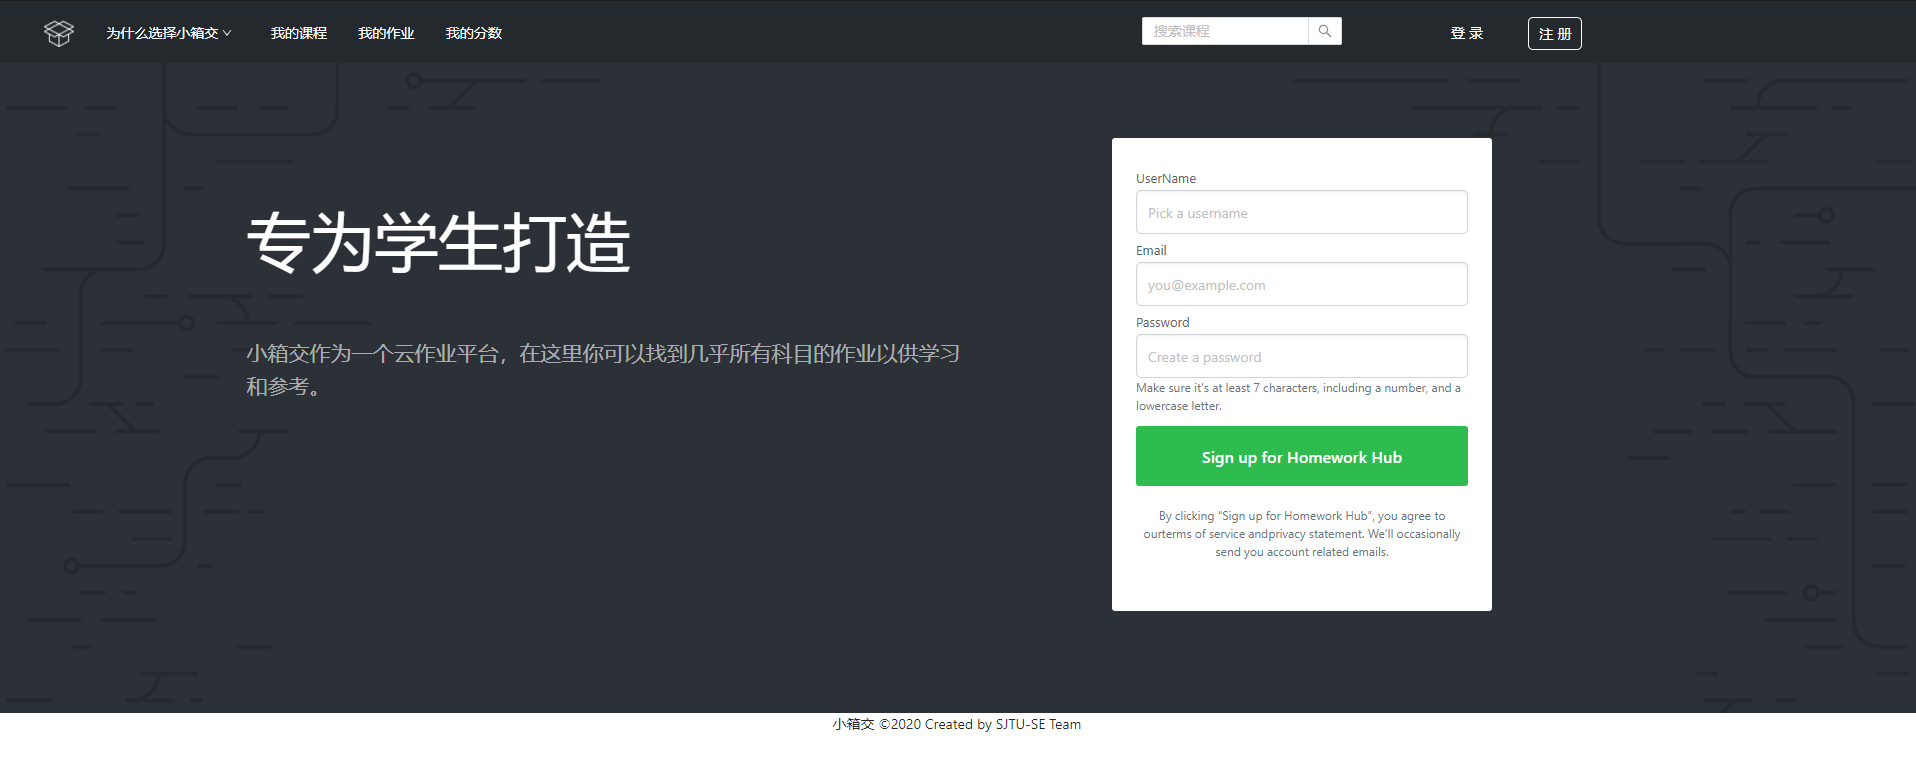 为什么选择小箱交 我的课程 我的作业 我的分数 搜索课程 登 录 注 册
专为学生打造
小箱交作为一个云作业平台，在这里你可以找到几乎所有科目的作业以供学习
和参考。
UserName
Pick a username
Email
you@example.com
Password
Create a password
Make sure it's at least 7 characters, including a number, and a
lowercase letter.
Sign up for Homework Hub
By clicking “Sign up for Homework Hub”, you agree to
ourterms of service andprivacy statement. We’ll occasionally
send you account related emails.
小箱交 ©2020 Created by SJTU-SE Team